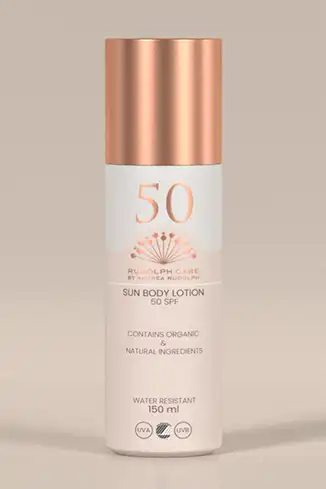 50
RUDOLPH CARE
BY ANDREA RUDOLPH
SUN BODY LOTION
50 SPF
CONTAINS ORGANIC
&
NATURAL INGREDIENTS
WATER RESISTANT
150 ml
UVA UVB